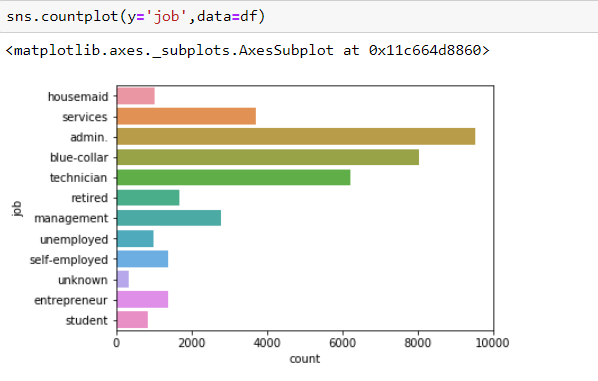 sns.countplot(y='job',data=df)
<matplotlib.axes._subplots.AxesSubplot at 0x11c664d8860>
housemaid
services
admin.
blue-collar
technician
retired
management
unemployed
self-employed
unknown
entrepreneur
student
job
0 2000 4000 6000 8000 10000
count